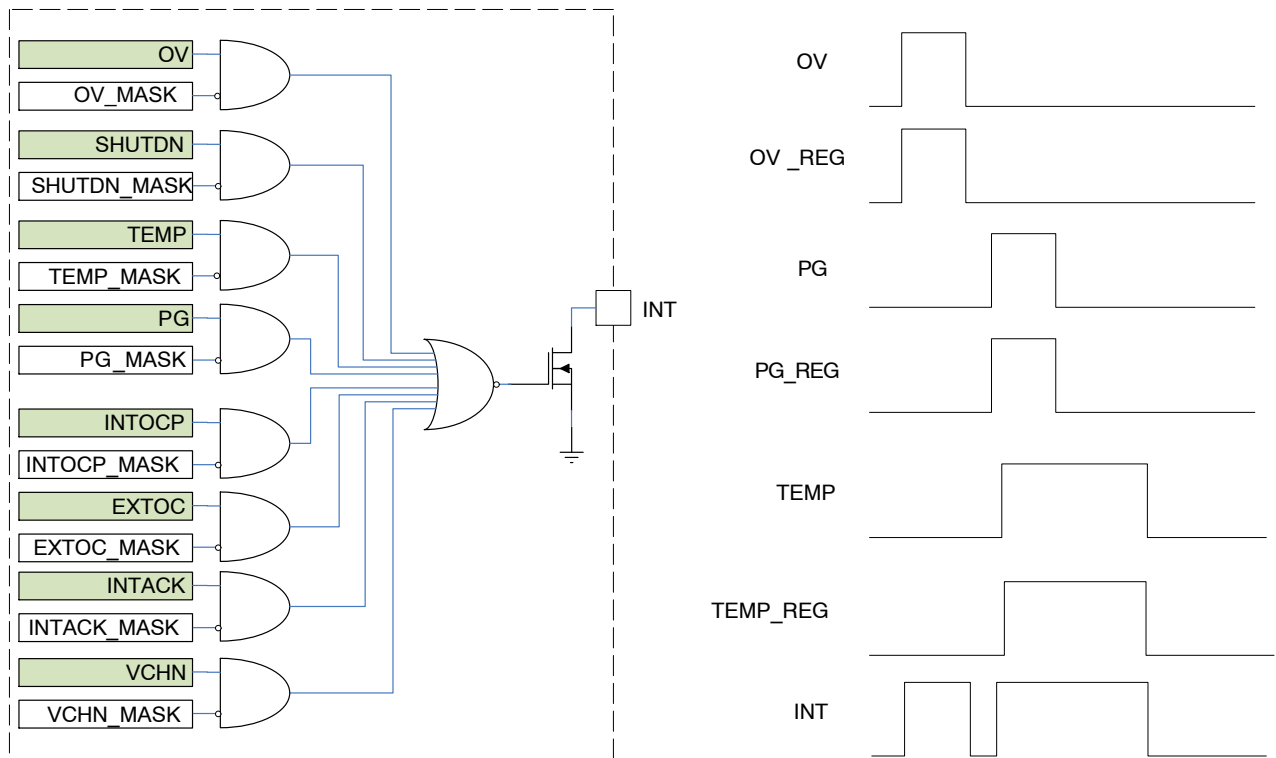 OV
OV_MASK
SHUTDN
SHUTDN_MASK
TEMP
TEMP_MASK
PG
PG_MASK
INTOCP
INTOCP_MASK
EXTOC
EXTOC_MASK
INTACK
INTACK_MASK
VCHN
VCHN_MASK
INT
OV
OV _REG
PG
PG_REG
TEMP
TEMP_REG
INT